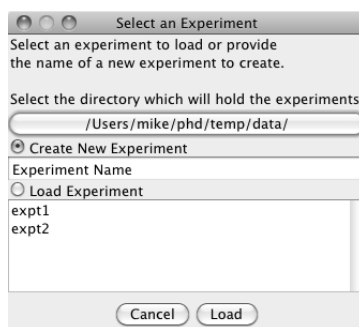 Select an Experiment
Select an experiment to load or provide
the name of a new experiment to create.
Select the directory which will hold the experiments
/Users/mike/phd/temp/data/
Create New Experiment
Experiment Name
Load Experiment
expt1
expt2
Cancel Load